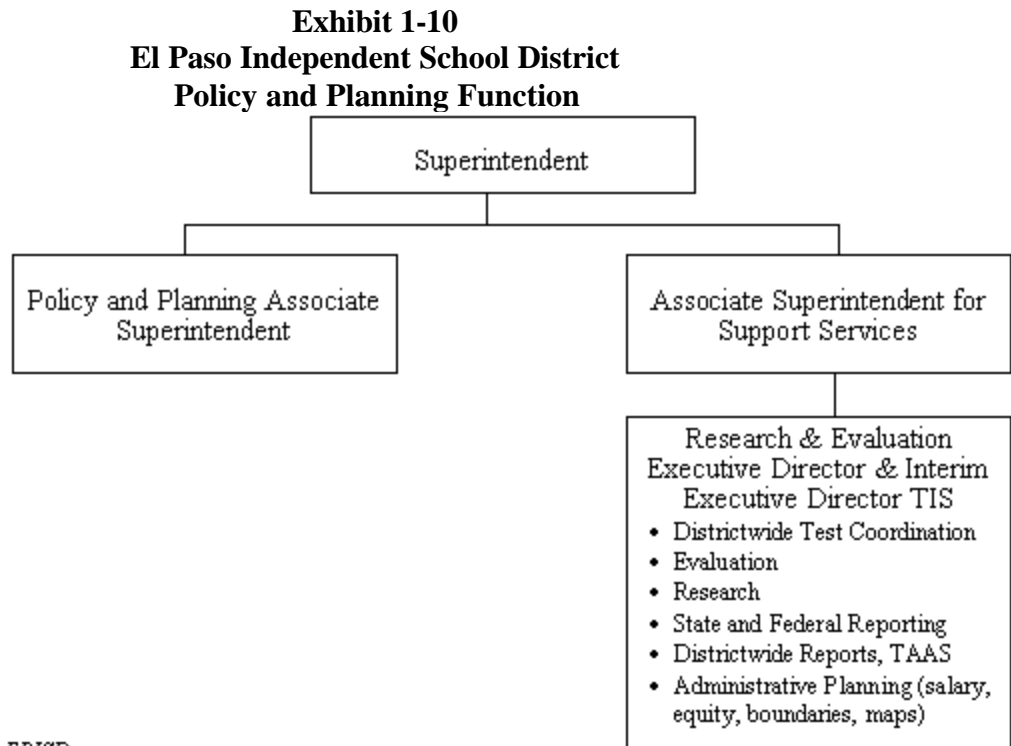 Exhibit 1-10
El Paso Independent School District
Policy and Planning Function
Superintendent
Policy and Planning Associate
Superintendent
Associate Superintendent for
Support Services
Research & Evaluation
Executive Director & Interim
Executive Director TIS
• Districtwide Test Coordination
• Evaluation
• Research
• State and Federal Reporting
• Districtwide Reports, TAAS
• Administrative Planning (salary,
equity, boundaries, maps)